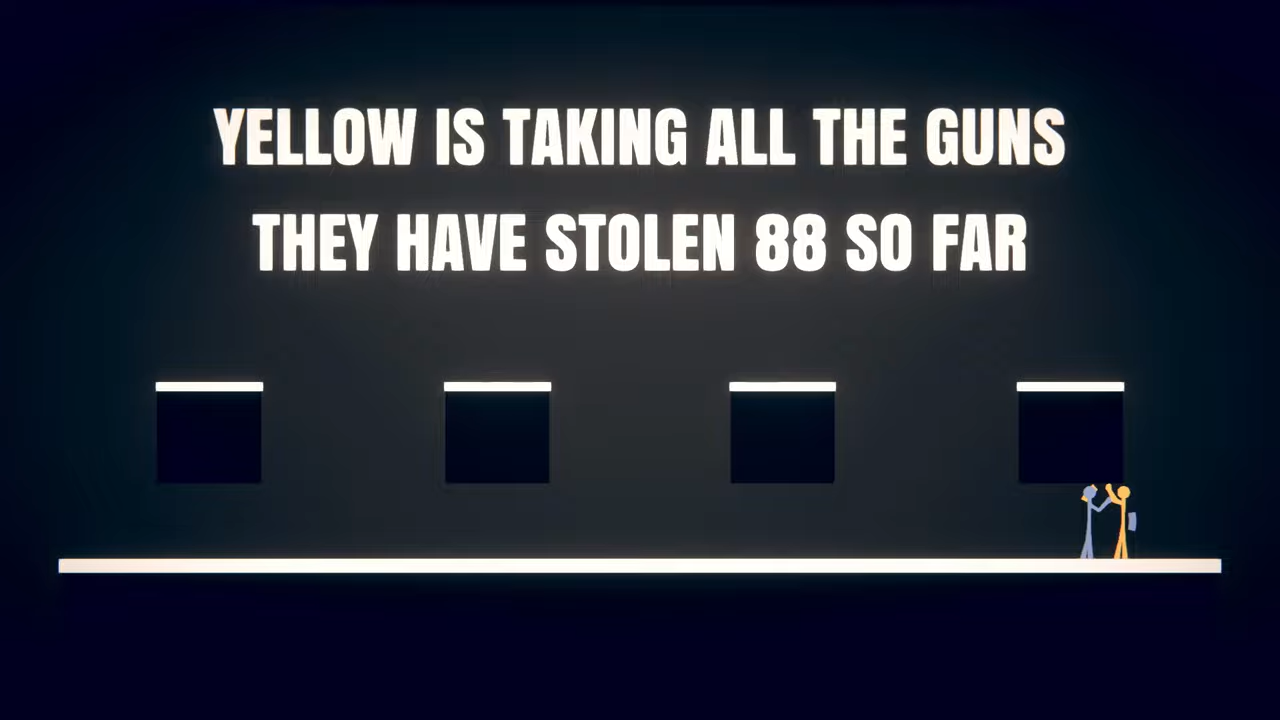 YELLOW IS TAKING ALL THE GUNS
THEY HAVE STOLEN 88 SO FAR